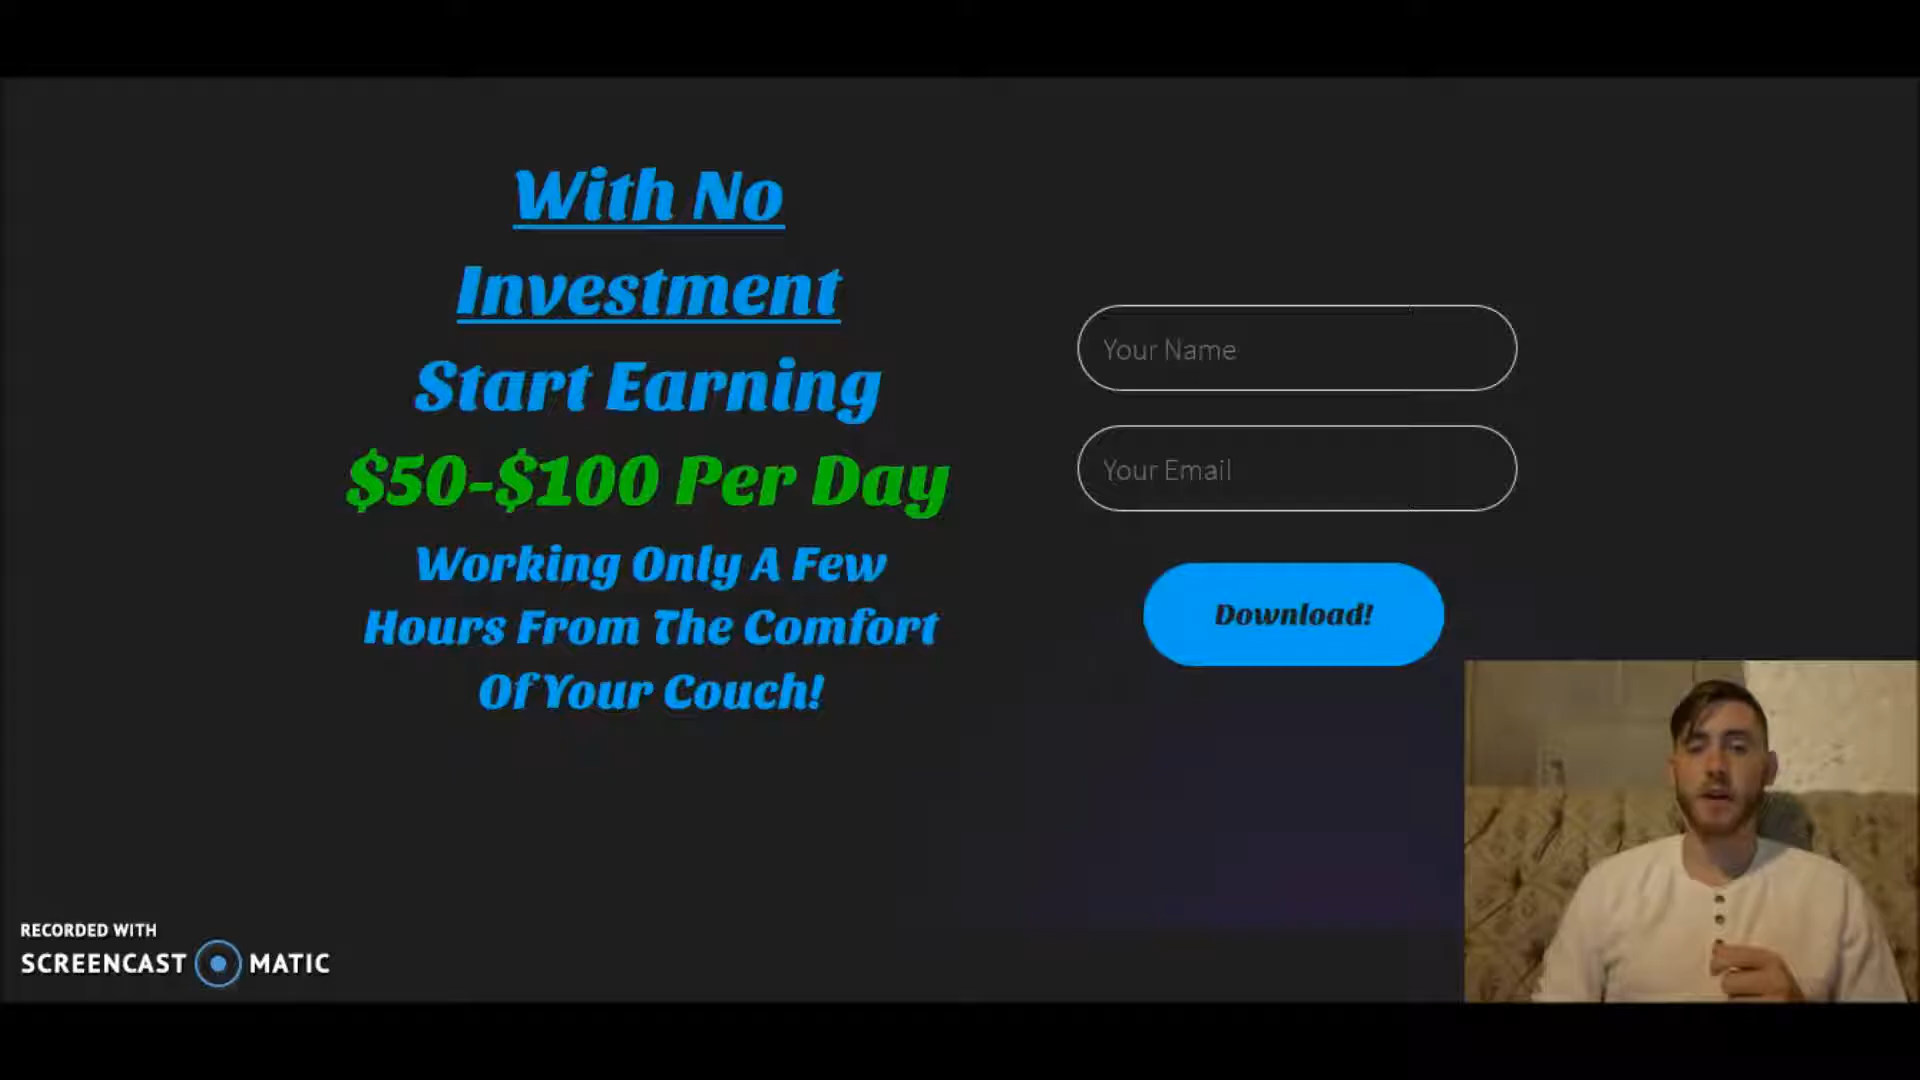 With No
Investment
Start Earning
$50-$100 Per Day
Working Only A Few
Hours From The Comfort
Of Your Couch!
Your Name
Your Email
Download!
RECORDED WITH
SCREENCAST MATIC